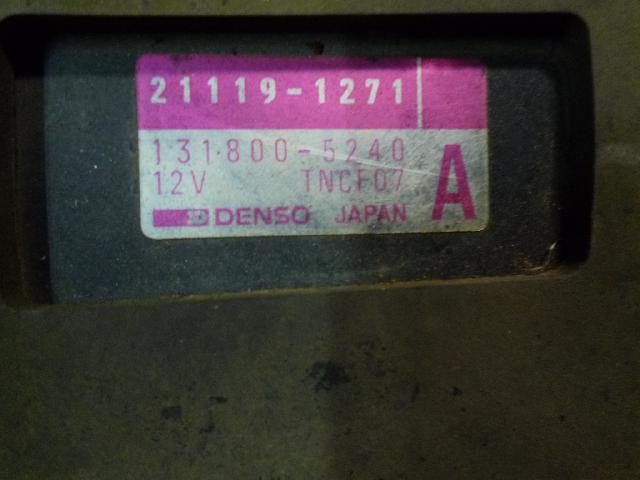 21119-1271
131800-5240
12V TNCF07
A
DENSO JAPAN